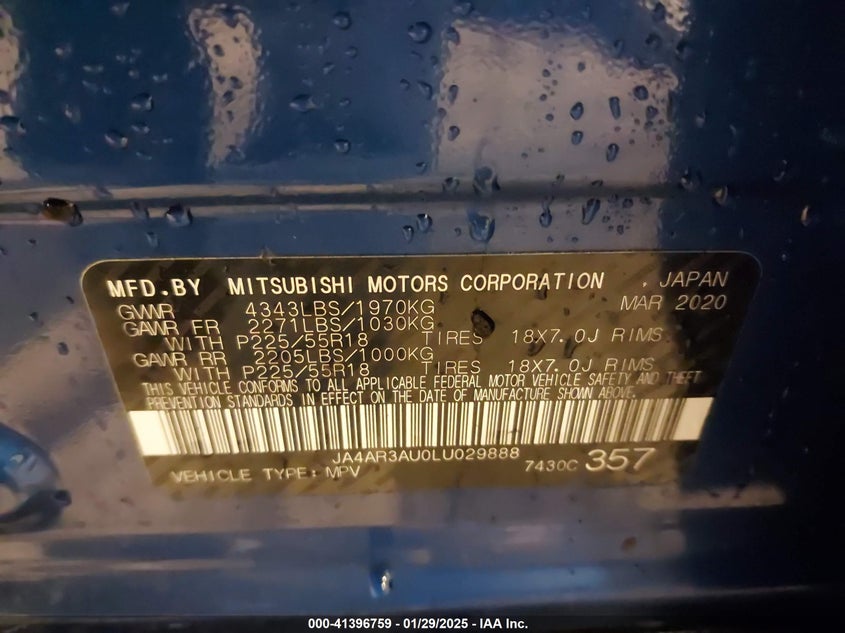 MFD.BY MITSUBISHI MOTORS CORPORATION , JAPAN
GVWR 4343LBS/1970KG MAR 2020
GAWR FR 2271LBS/1030KG
WITH P225/55R18 TIRES 18X7.0J RIMS
GAWR RR 2205LBS/1000KG
WITH P225/55R18 TIRES 18X7.0J RIMS
THIS VEHICLE CONFORMS TO ALL APPLICABLE FEDERAL MOTOR VEHICLE SAFETY AND THEFT
PREVENTION STANDARDS IN EFFECT ON THE DATE OF MANUFACTURE SHOWN ABOVE.
JA4AR3AU0LU029888
VEHICLE TYPE: MPV 7430C 357
000-41396759 - 01/29/2025 - IAA Inc.